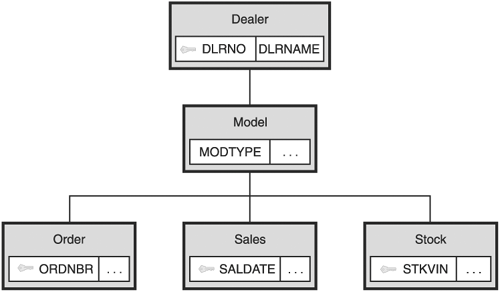 Dealer
DLRNO DLRNAME
Model
MODTYPE ...
Order Sales Stock
ORDNBR ... SALDATE ... STKVIN ...